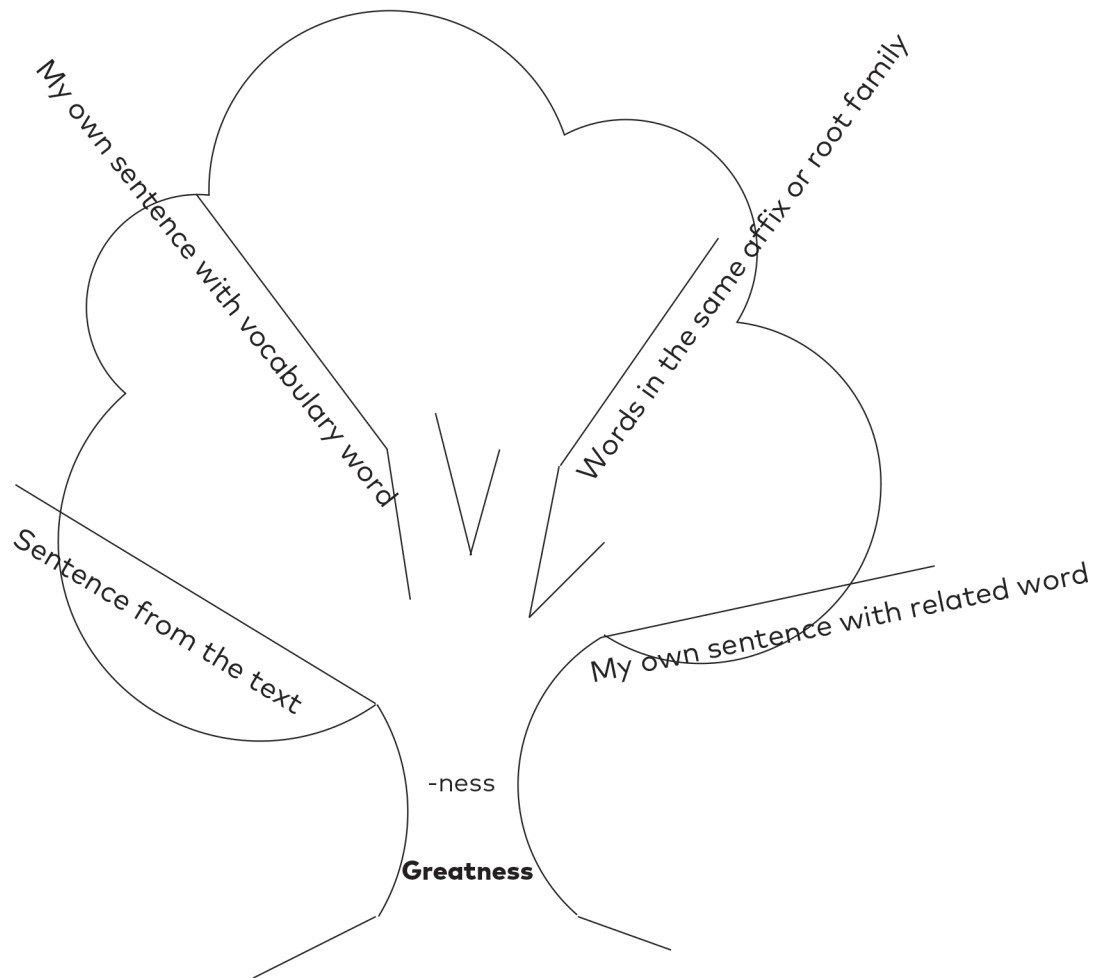 My own sentence with vocabulary word
Words in the same affix or root family
Sentence from the text
My own sentence with related word
-ness
Greatness